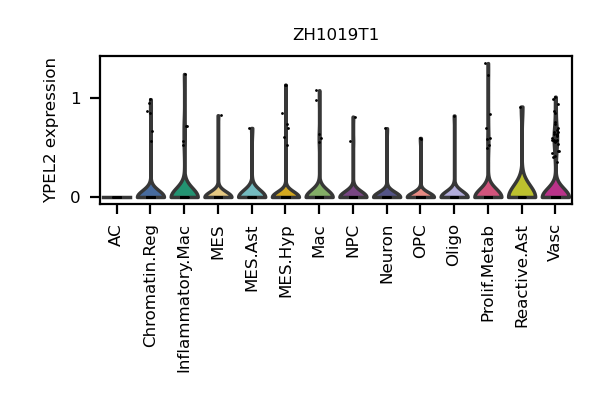 ZH1019T1
YPEL2 expression
1
0
AC
Chromatin.Reg
Inflammatory.Mac
MES
MES.Ast
MES.Hyp
Mac
NPC
Neuron
OPC
Oligo
Prolif.Metab
Reactive.Ast
Vasc